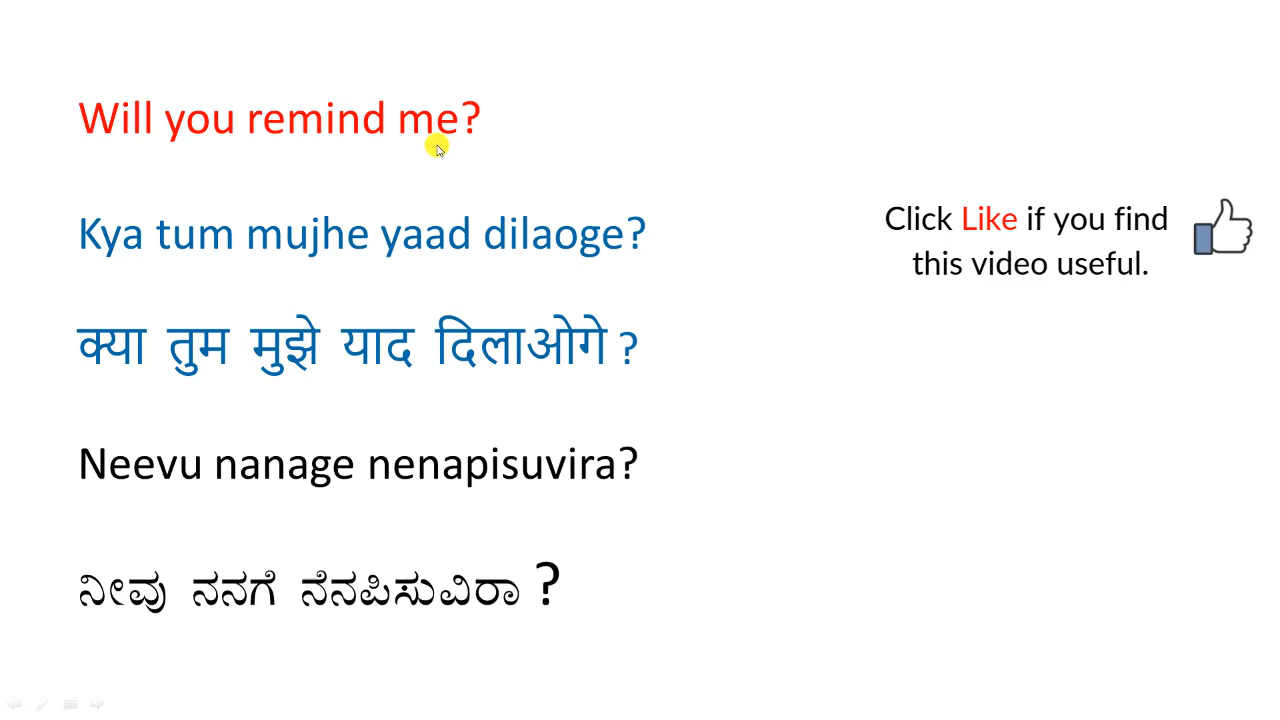 Will you remind me?
Kya tum mujhe yaad dilaoge?
क्या तुम मुझे याद दिलाओगे ?
Neevu nanage nenapisuvira?
ನೀವು ನನಗೆ ನೆನಪಿಸುವಿರಾ ?
Click Like if you find
this video useful.